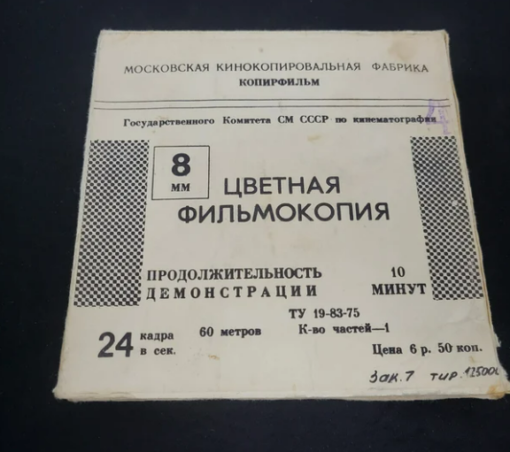 МОСКОВСКАЯ КИНОКОПИРОВАЛЬНАЯ ФАБРИКА
КОПИРФИЛЬМ
Государственного Комитета СМ СССР по кинематографии
8
ММ
ЦВЕТНАЯ
ФИЛЬМОКОПИЯ
ПРОДОЛЖИТЕЛЬНОСТЬ 10
ДЕМОНСТРАЦИИ МИНУТ
ТУ 19-83-75
24 кадра в сек. 60 метров К-во частей—1
Цена 6 р. 50 коп.
Зак. 7 тир.